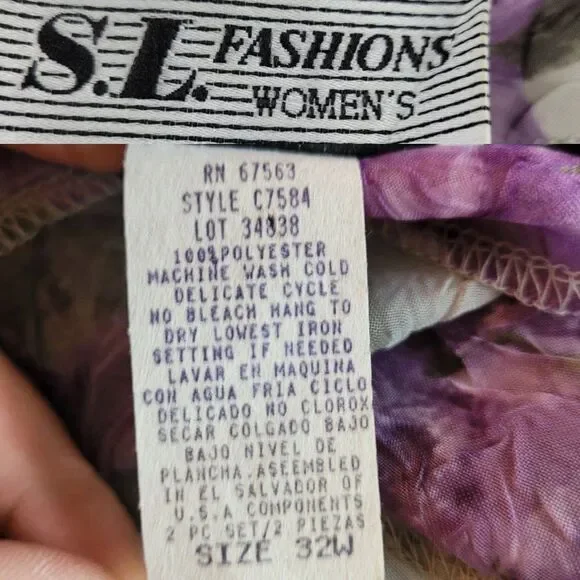 S.L. FASHIONS
WOMEN'S
RN 67563
STYLE C7584
LOT 34838
100%POLYESTER
MACHINE WASH COLD
DELICATE CYCLE
NO BLEACH HANG TO
DRY LOWEST IRON
SETTING IF NEEDED
LAVAR EN MAQUINA
CON AGUA FRIA CICLO
DELICADO NO CLOROX
SECAR COLGADO BAJO
BAJO NIVEL DE
PLANCHA.ASEEMBLED
IN EL SALVADOR OF
U.S.A COMPONENTS
2 PC SET/2 PIEZAS
SIZE 32W